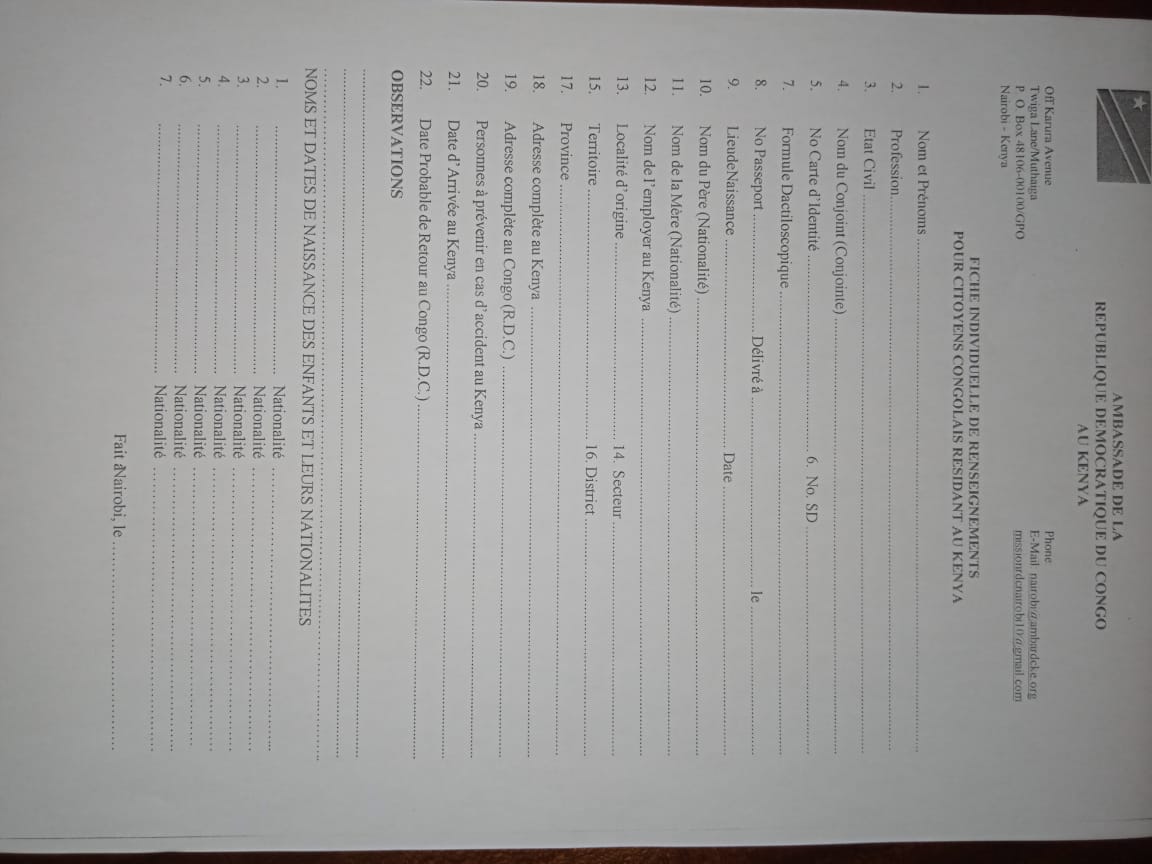 AMBASSADE DE LA
REPUBLIQUE DEMOCRATIQUE DU CONGO
AU KENYA
Off Karura Avenue
Twiga Lane/Muthaiga
P. O. Box 48106-00100/GPO
Nairobi - Kenya
Phone:
E-Mail: nairobi@ambardcke.org
missionrdcnairobi10@gmail.com
FICHE INDIVIDUELLE DE RENSEIGNEMENTS
POUR CITOYENS CONGOLAIS RESIDANT AU KENYA
1. Nom et Prénoms
2. Profession
3. Etat Civil
4. Nom du Conjoint (Conjointe)
5. No Carte d'Identité 6. No. SD
7. Formule Dactiloscopique
8. No Passeport Délivré à le
9. LieudeNaissance Date
10. Nom du Père (Nationalité)
11. Nom de la Mère (Nationalité)
12. Nom de l'employer au Kenya
13. Localité d'origine 14. Secteur
15. Territoire 16. District
17. Province
18. Adresse complète au Kenya
19. Adresse complète au Congo (R.D.C.)
20. Personnes à prévenir en cas d'accident au Kenya
21. Date d'Arrivée au Kenya
22. Date Probable de Retour au Congo (R.D.C.)
OBSERVATIONS
NOMS ET DATES DE NAISSANCE DES ENFANTS ET LEURS NATIONALITES
1. Nationalité
2. Nationalité
3. Nationalité
4. Nationalité
5. Nationalité
6. Nationalité
7. Nationalité
Fait àNairobi, le